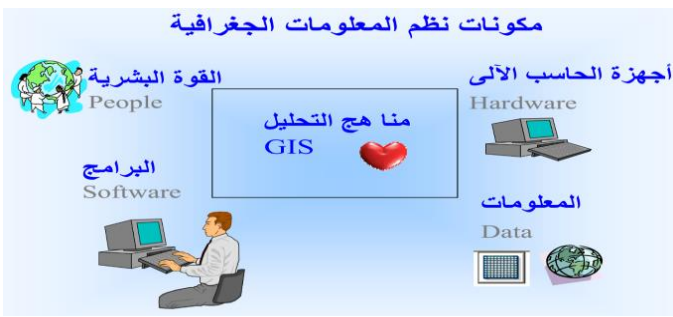 مكونات نظم المعلومات الجغرافية
أجهزة الحاسب الآلى
Hardware
القوة البشرية
People
منا هج التحليل
GIS
البرامج
Software
المعلومات
Data